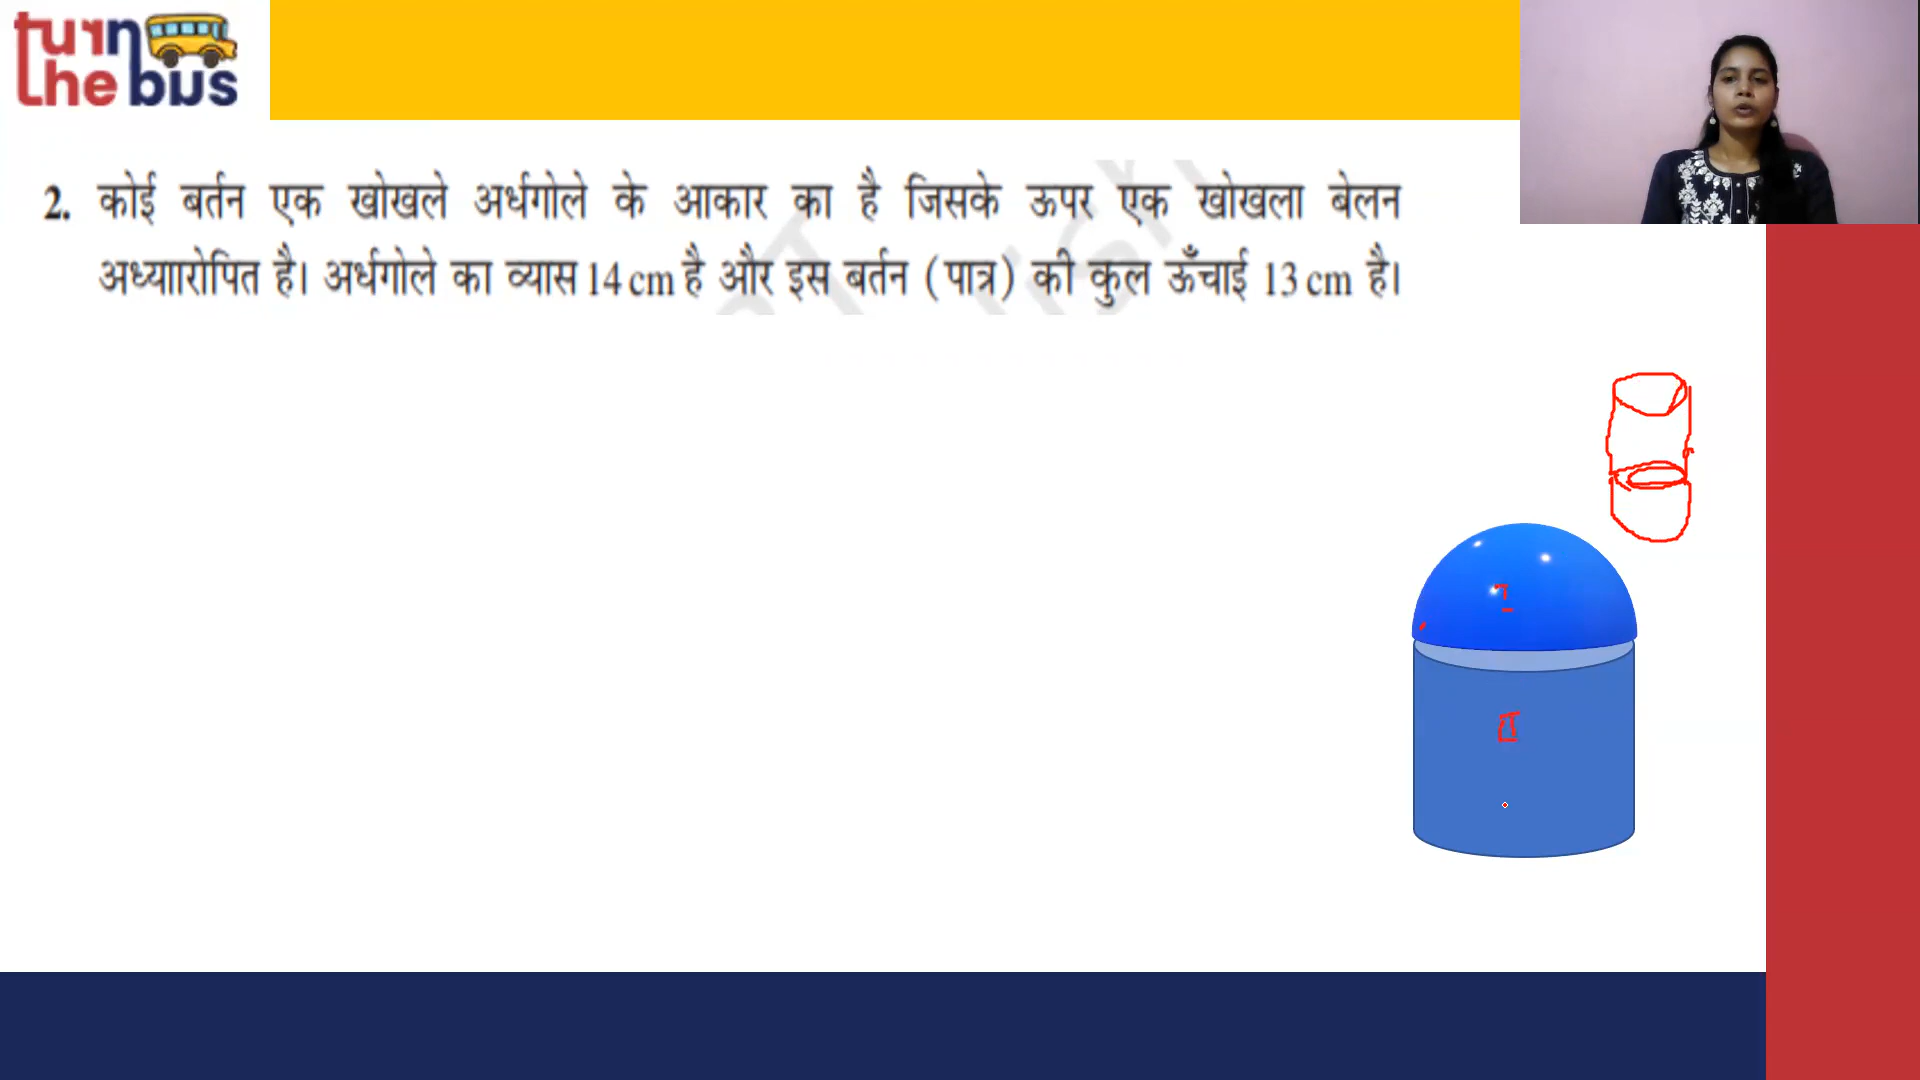 turn
the bus
2. कोई बर्तन एक खोखले अर्धगोले के आकार का है जिसके ऊपर एक खोखला बेलन
अध्याारोपित है। अर्धगोले का व्यास 14 cm है और इस बर्तन (पात्र) की कुल ऊँचाई 13 cm है।